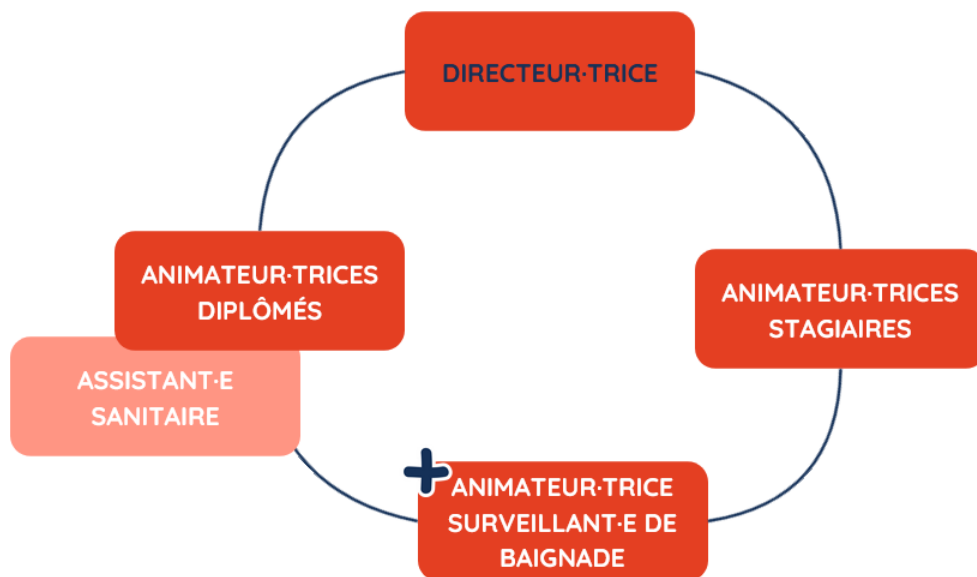 DIRECTEUR·TRICE
ANIMATEUR·TRICES
DIPLÔMÉS
ANIMATEUR·TRICES
STAGIAIRES
ASSISTANT·E
SANITAIRE
ANIMATEUR·TRICE
SURVEILLANT·E DE
BAIGNADE